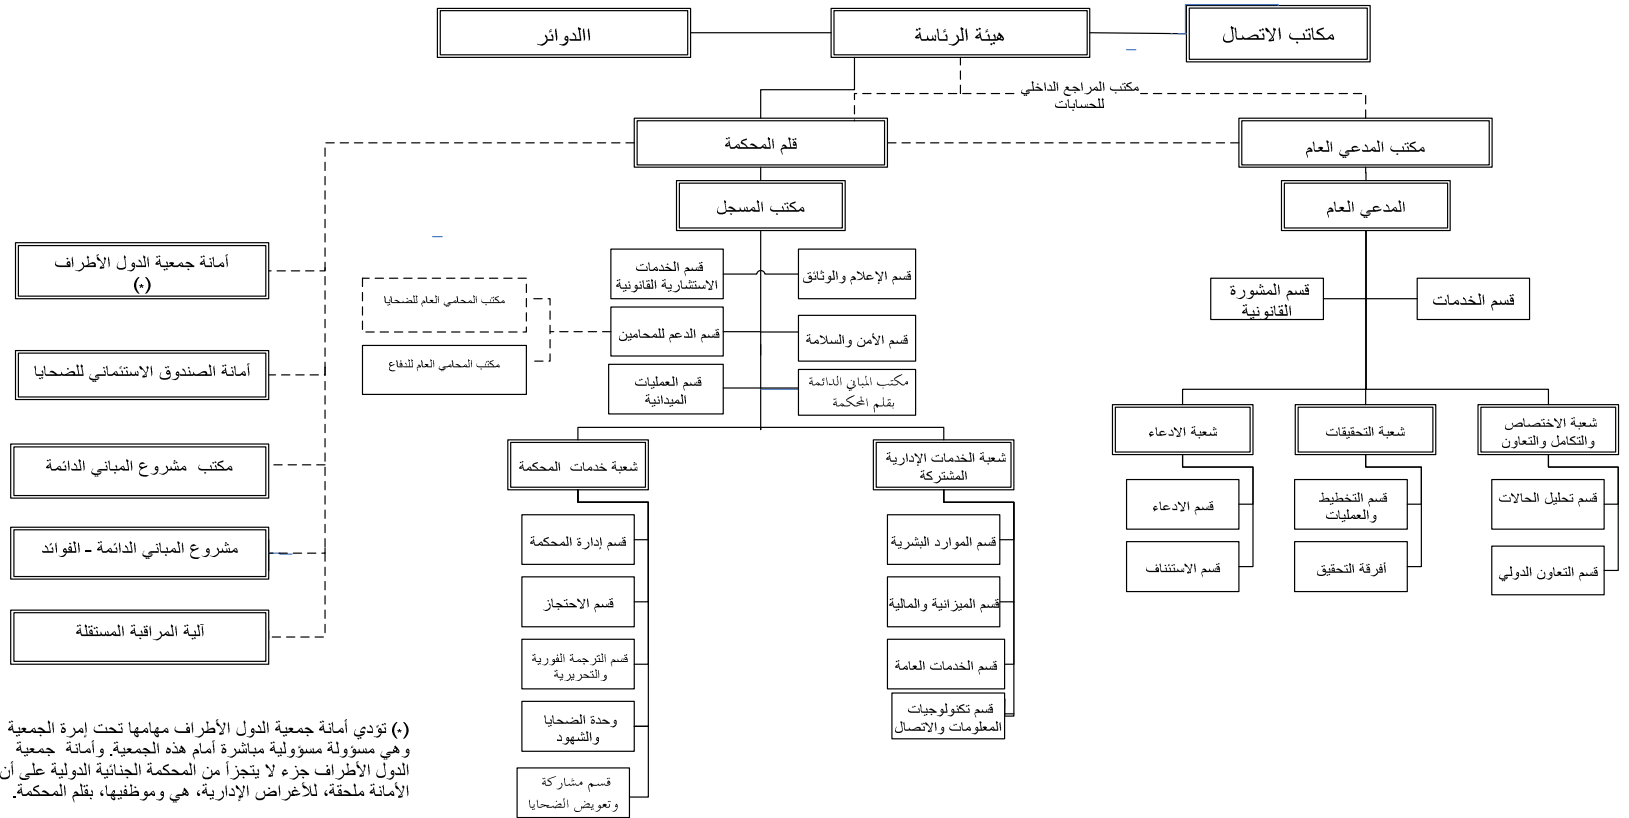 مكاتب الاتصال
هيئة الرئاسة
االدوائر
مكتب المراجع الداخلي
للحسابات
مكتب المدعي العام
قلم المحكمة
المدعي العام
مكتب المسجل
قسم الخدمات
قسم المشورة
القانونية
قسم الإعلام والوثائق
قسم الخدمات
الاستشارية القانونية
قسم الأمن والسلامة
قسم الدعم للمحامين
مكتب المباني الدائمة
بقلم المحكمة
قسم العمليات
الميدانية
مكتب المحامي العام للضحايا
مكتب المحامي العام للدفاع
أمانة جمعية الدول الأطراف
(*)
أمانة الصندوق الاستئماني للضحايا
مكتب مشروع المباني الدائمة
مشروع المباني الدائمة - الفوائد
آلية المراقبة المستقلة
شعبة الاختصاص
والتكامل والتعاون
قسم تحليل الحالات
قسم التعاون الدولي
شعبة التحقيقات
قسم التخطيط
والعمليات
أفرقة التحقيق
شعبة الادعاء
قسم الادعاء
قسم الاستئناف
شعبة الخدمات الإدارية
المشتركة
قسم الموارد البشرية
قسم الميزانية والمالية
قسم الخدمات العامة
قسم تكنولوجيات
المعلومات والاتصال
شعبة خدمات المحكمة
قسم إدارة المحكمة
قسم الاحتجاز
قسم الترجمة الفورية
والتحريرية
وحدة الضحايا
والشهود
قسم مشاركة
وتعويض الضحايا
(*) تؤدي أمانة جمعية الدول الأطراف مهامها تحت إمرة الجمعية
وهي مسؤولة مسؤولية مباشرة أمام هذه الجمعية. وأمانة جمعية
الدول الأطراف جزء لا يتجزأ من المحكمة الجنائية الدولية على أن
الأمانة ملحقة، للأغراض الإدارية، هي وموظفيها، بقلم المحكمة.